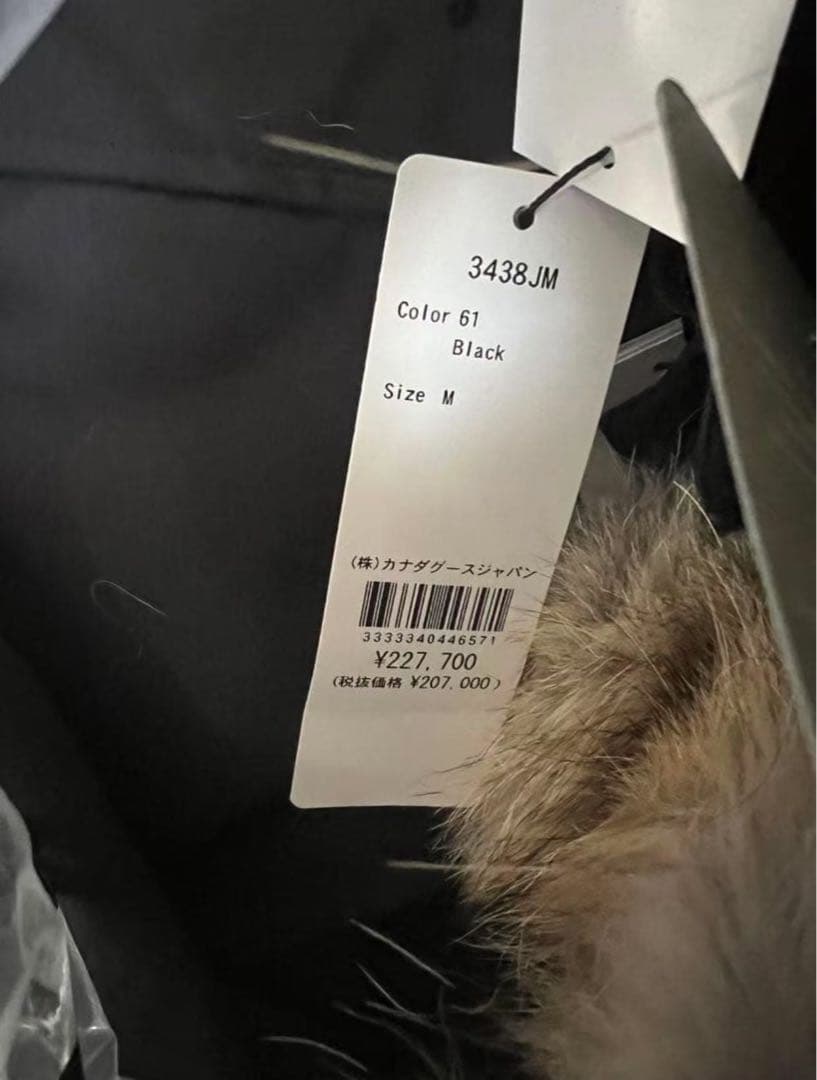 3438JM
Color 61
Black
Size M
(株)カナダグースジャパン
3333340446571
¥227,700
(税抜価格 ¥207,000)